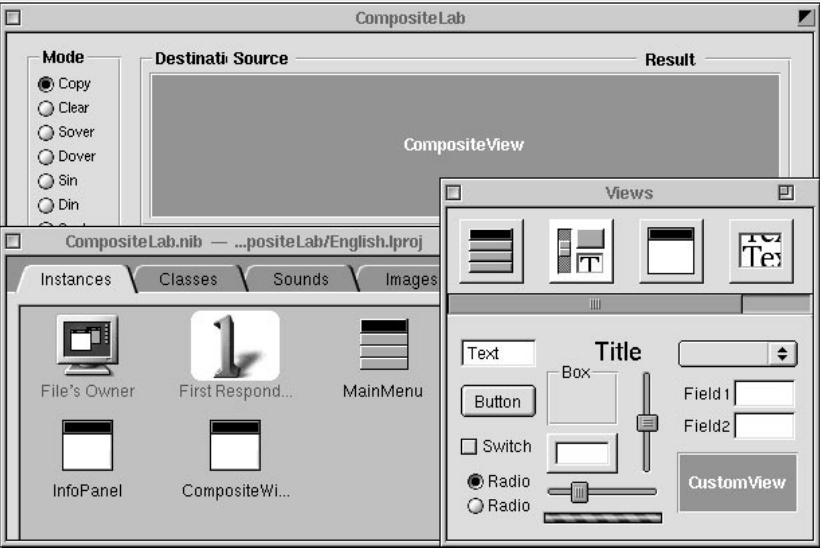 CompositeLab
Mode
Destinati Source
Result
Copy
Clear
Sover
Dover
Sin
Din
CompositeView
CompositeLab.nib — ...positeLab/English.lproj
Instances
Classes
Sounds
Images
File's Owner
First Respond...
MainMenu
InfoPanel
CompositeWi...
Views
Text
Title
Box
Button
Field1
Field2
Switch
Radio
Radio
CustomView